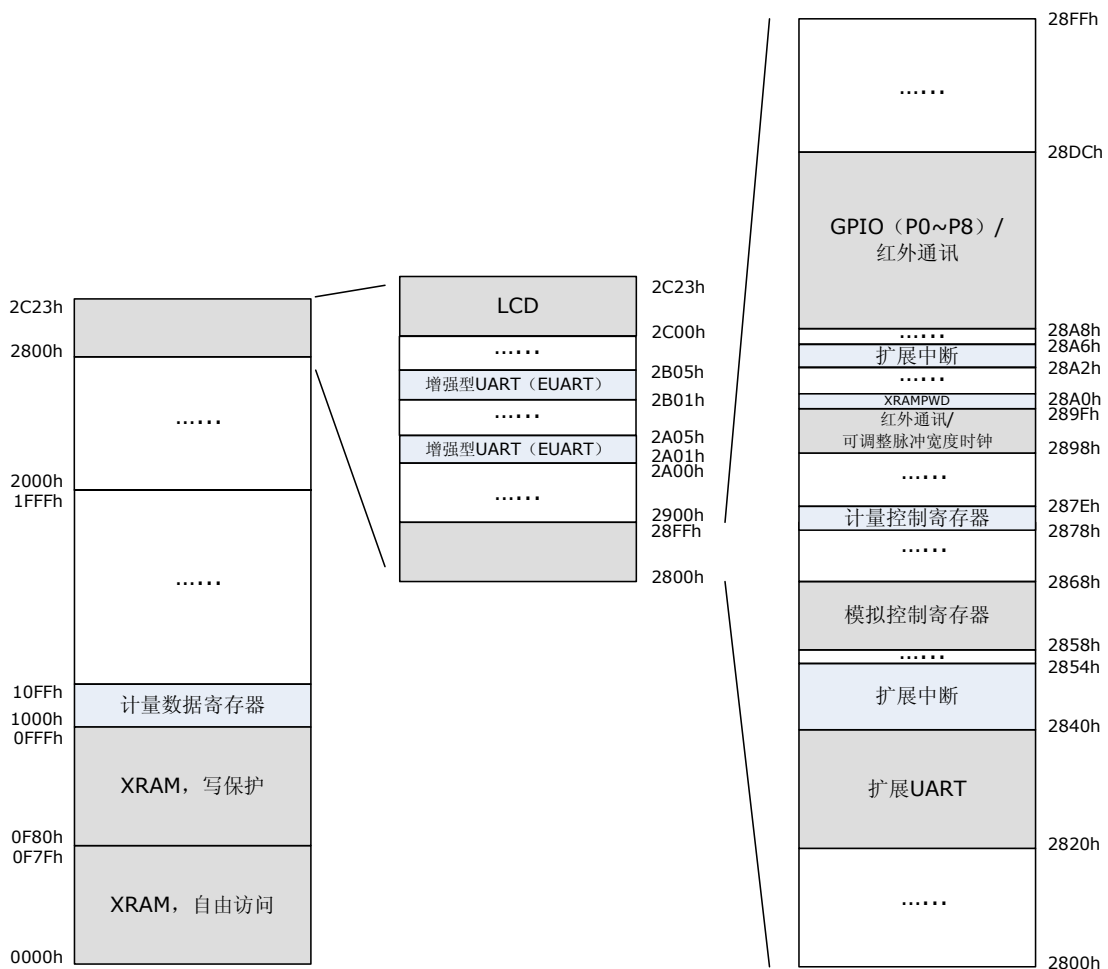 2C23h
2800h
……
2000h
1FFFh
……
10FFh
计量数据寄存器
1000h
0FFFh
XRAM，写保护
0F80h
0F7Fh
XRAM，自由访问
0000h
LCD
2C23h
2C00h
……
2B05h
增强型UART（EUART）
2B01h
……
2A05h
增强型UART（EUART）
2A01h
2A00h
……
2900h
28FFh
2800h
28FFh
……
28DCh
GPIO（P0~P8）/
红外通讯
28A8h
……
28A6h
扩展中断
28A2h
……
28A0h
XRAMPWD
289Fh
红外通讯/
可调整脉冲宽度时钟
2898h
……
287Eh
计量控制寄存器
2878h
……
2868h
模拟控制寄存器
2858h
……
2854h
扩展中断
2840h
扩展UART
2820h
……
2800h